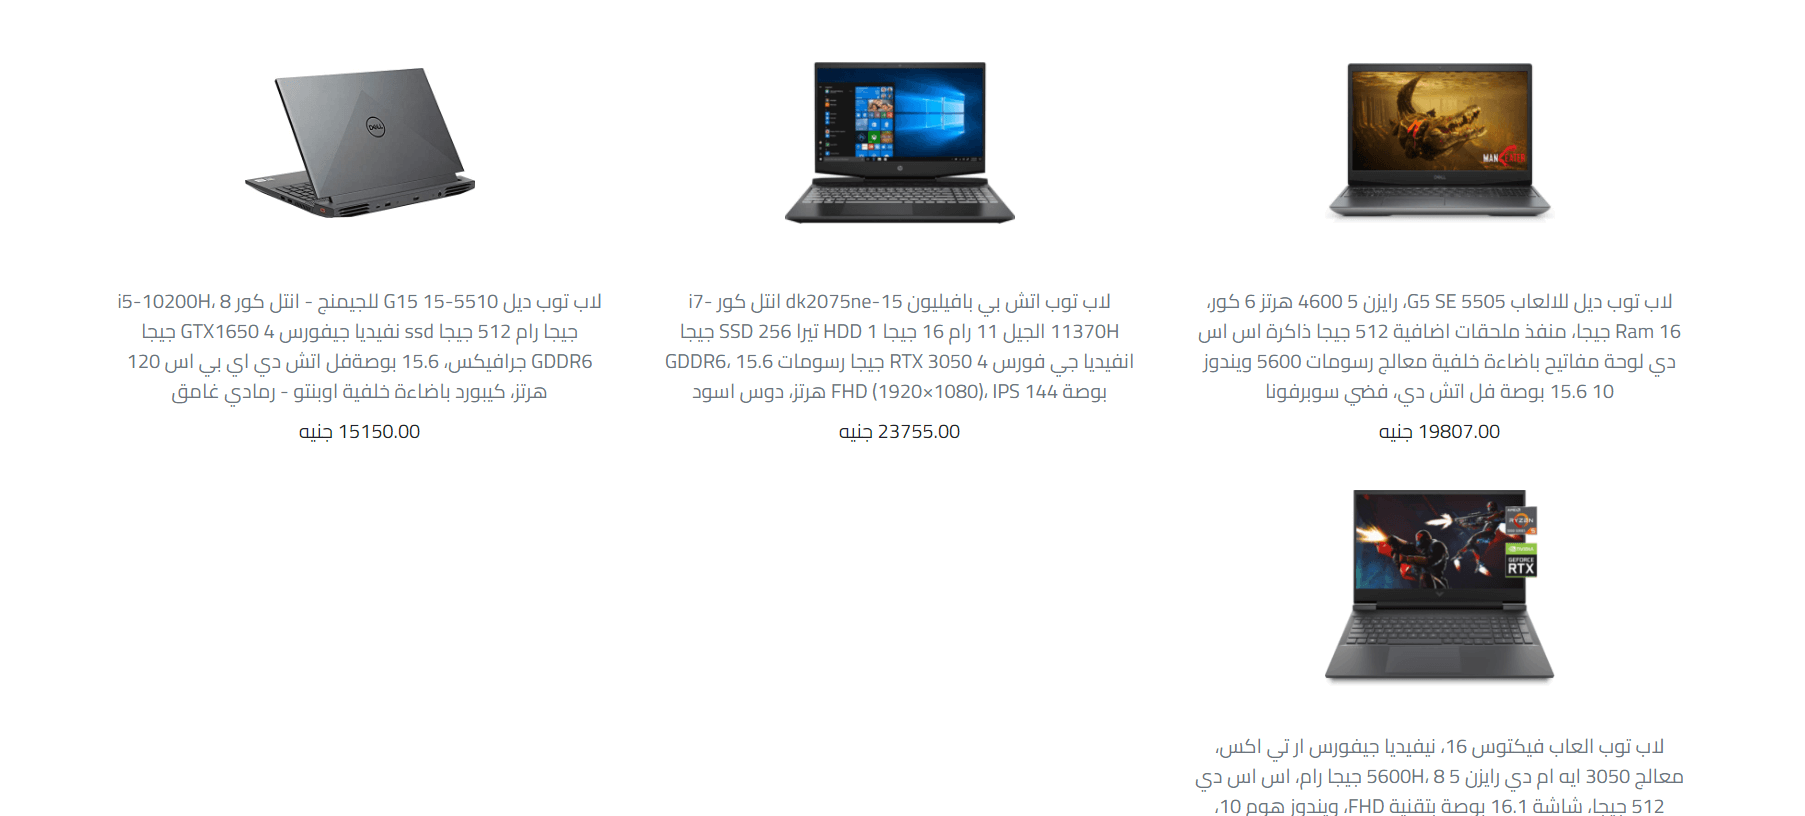 لاب توب ديل للالعاب G5 SE 5505، رايزن 5 4600 هرتز 6 كور،
Ram 16 جيجا، منفذ ملحقات اضافية 512 جيجا ذاكرة اس اس
دي لوحة مفاتيح باضاءة خلفية معالج رسومات 5600 ويندوز
10 15.6 بوصة فل اتش دي، فضي سوبرفونا
19807.00 جنيه
لاب توب اتش بي بافيليون 15-dk2075ne انتل كور i7-
11370H الجيل 11 رام 16 جيجا HDD 1 تيرا SSD 256 جيجا
انفيديا جي فورس RTX 3050 4 جيجا رسومات GDDR6، 15.6
بوصة FHD (1920×1080)، IPS 144 هرتز، دوس اسود
23755.00 جنيه
لاب توب ديل G15 15-5510 للجيمنج - انتل كور i5-10200H، 8
جيجا رام 512 جيجا ssd نفيديا جيفورس GTX1650 4 جيجا
GDDR6 جرافيكس، 15.6 بوصةفل اتش دي اي بي اس 120
هرتز، كيبورد باضاءة خلفية اوبنتو - رمادي غامق
15150.00 جنيه
لاب توب العاب فيكتوس 16، نيفيديا جيفورس ار تي اكس،
معالج 3050 ايه ام دي رايزن 5 5600H، 8 جيجا رام، اس اس دي
512 جيجا، شاشة 16.1 بوصة بتقنية FHD، ويندوز هوم 10،
DELL
MAN EATER
RYZEN
GEFORCE
RTX